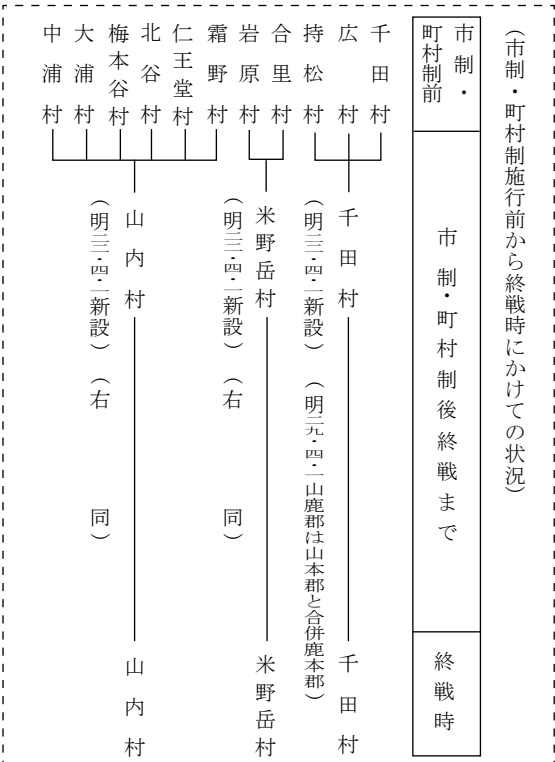 （市制・町村制施行前から終戦時にかけての状況）
市制・
町村制前
市制・町村制後終戦まで
終戦時
千田村
広村
持松村
千田村
（明二二・四・一新設）
（明二九・四・一山鹿郡は山本郡と合併鹿本郡）
千田村
合里村
岩原村
米野岳村
（明二二・四・一新設）
（右同）
米野岳村
霜野村
仁王堂村
北谷村
梅本谷村
大浦村
中浦村
山内村
（明二二・四・一新設）
（右同）
山内村